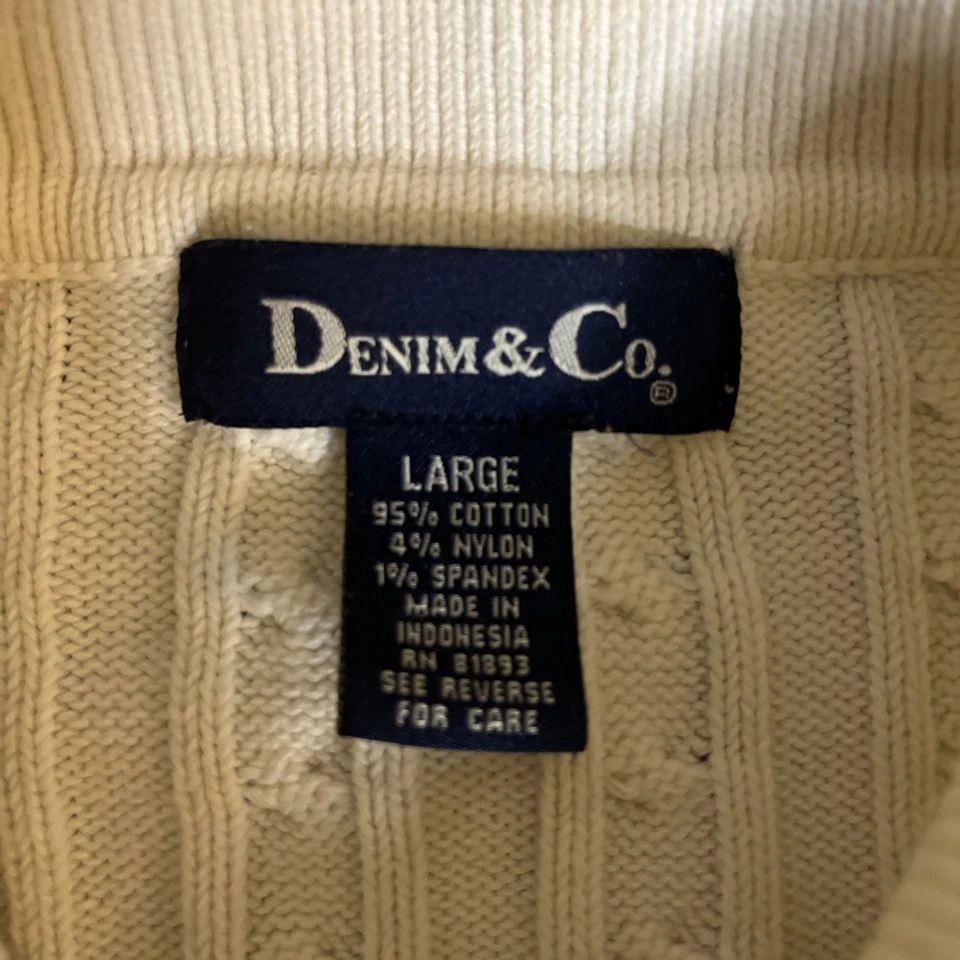 DENIM & CO.®
LARGE
95% COTTON
4% NYLON
1% SPANDEX
MADE IN
INDONESIA
RN 81893
SEE REVERSE
FOR CARE